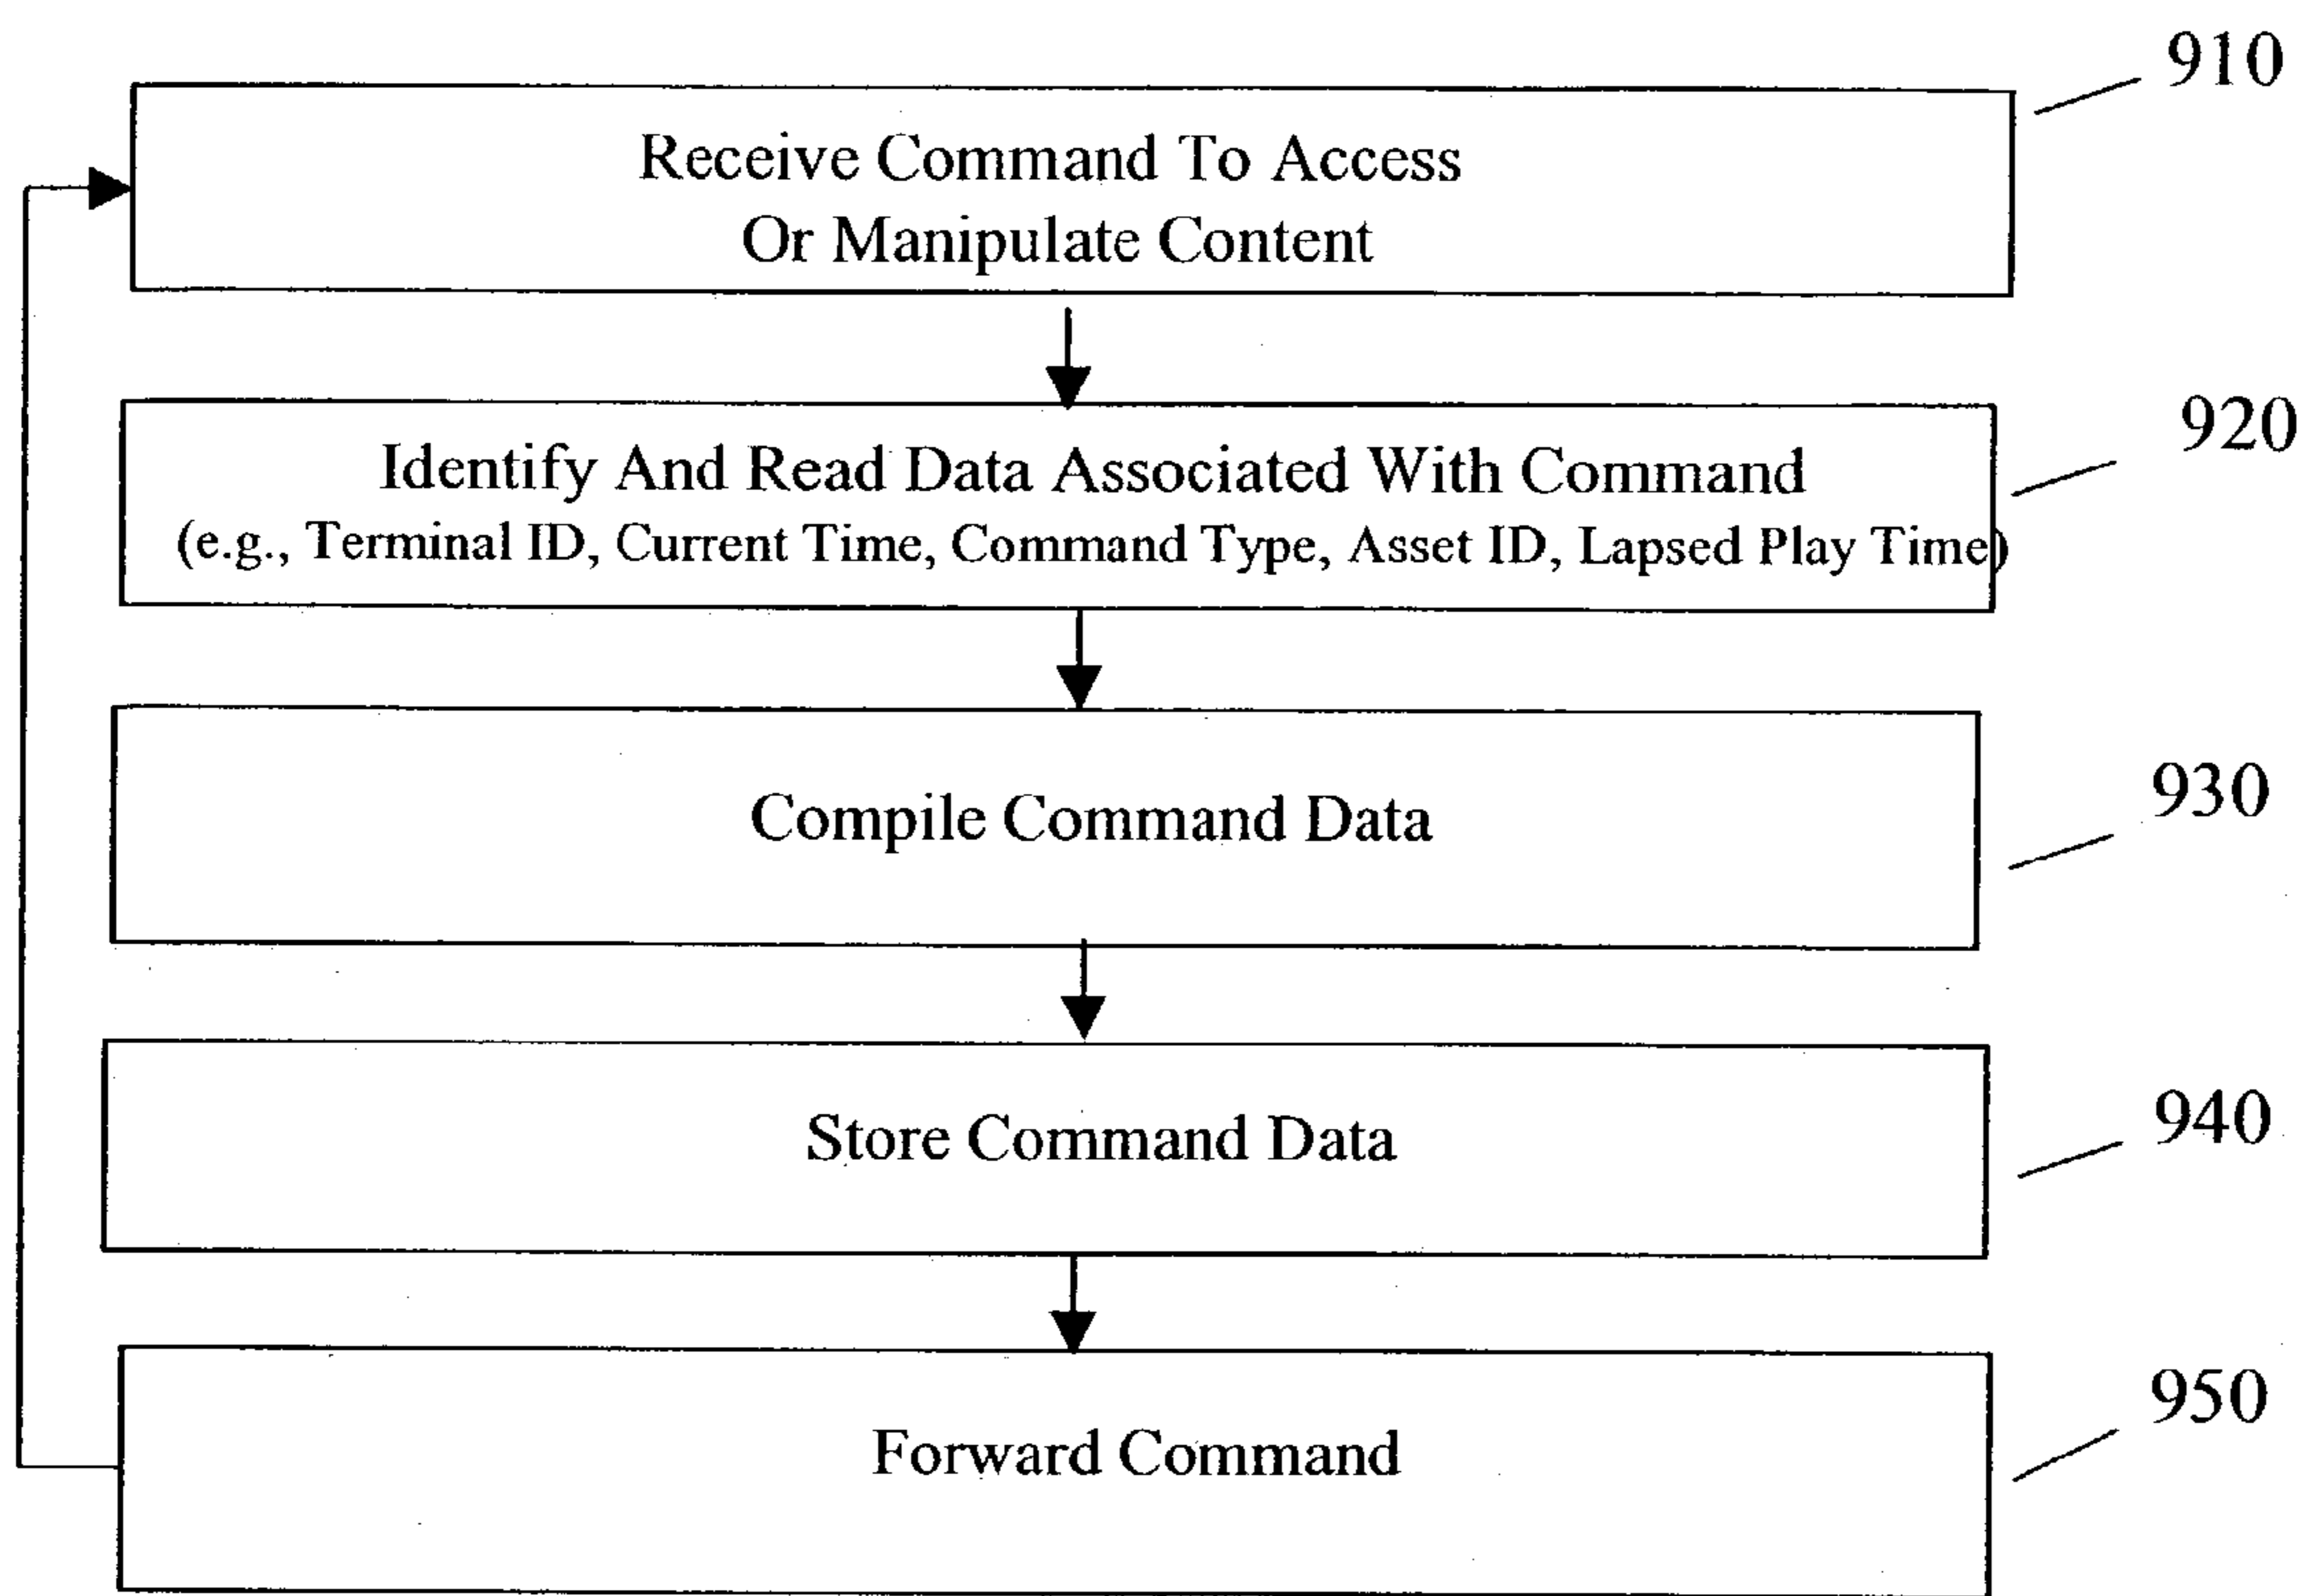 910
Receive Command To Access
Or Manipulate Content
920
Identify And Read Data Associated With Command
(e.g., Terminal ID, Current Time, Command Type, Asset ID, Lapsed Play Time)
930
Compile Command Data
940
Store Command Data
950
Forward Command